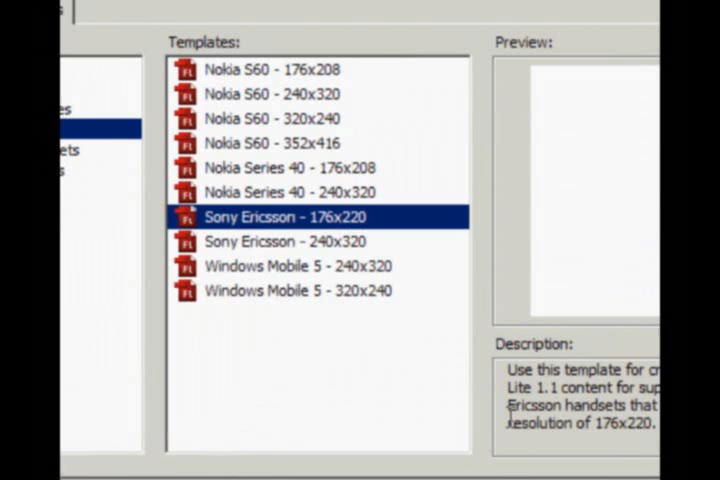 Templates:
Preview:
Nokia S60 - 176x208
Nokia S60 - 240x320
Nokia S60 - 320x240
Nokia S60 - 352x416
Nokia Series 40 - 176x208
Nokia Series 40 - 240x320
Sony Ericsson - 176x220
Sony Ericsson - 240x320
Windows Mobile 5 - 240x320
Windows Mobile 5 - 320x240
Description:
Use this template for cr
Lite 1.1 content for sup
Ericsson handsets that
resolution of 176x220.